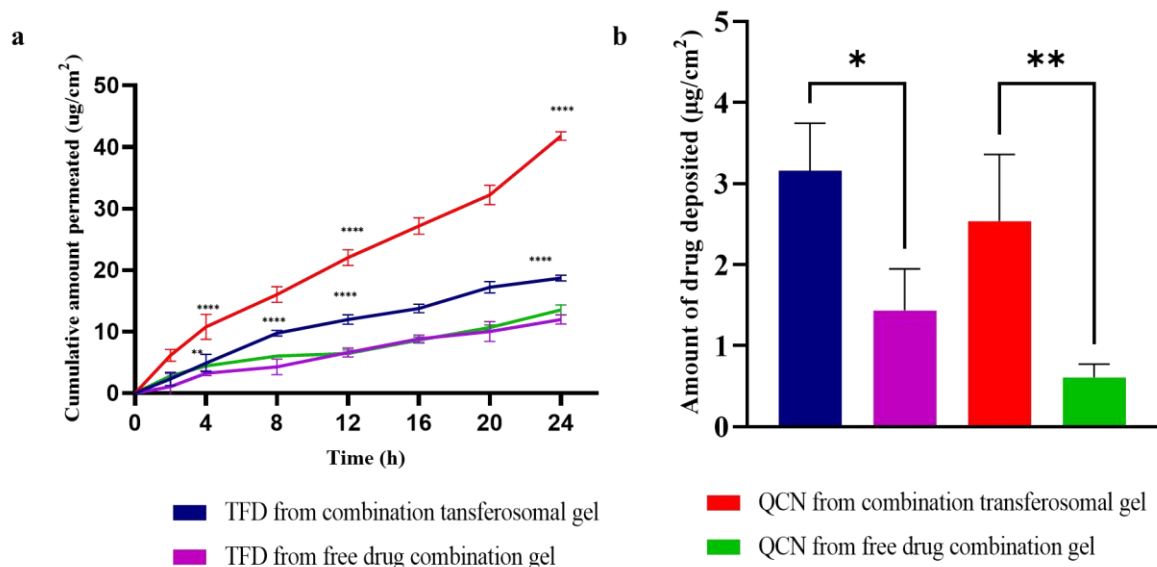 a
Cumulative amount permeated (ug/cm²)
50
40
30
20
10
0
****
****
****
****
****
****
**
0 4 8 12 16 20 24
Time (h)
b
Amount of drug deposited (µg/cm²)
5
4
3
2
1
0
* **
TFD from combination tansferosomal gel
TFD from free drug combination gel
QCN from combination transferosomal gel
QCN from free drug combination gel